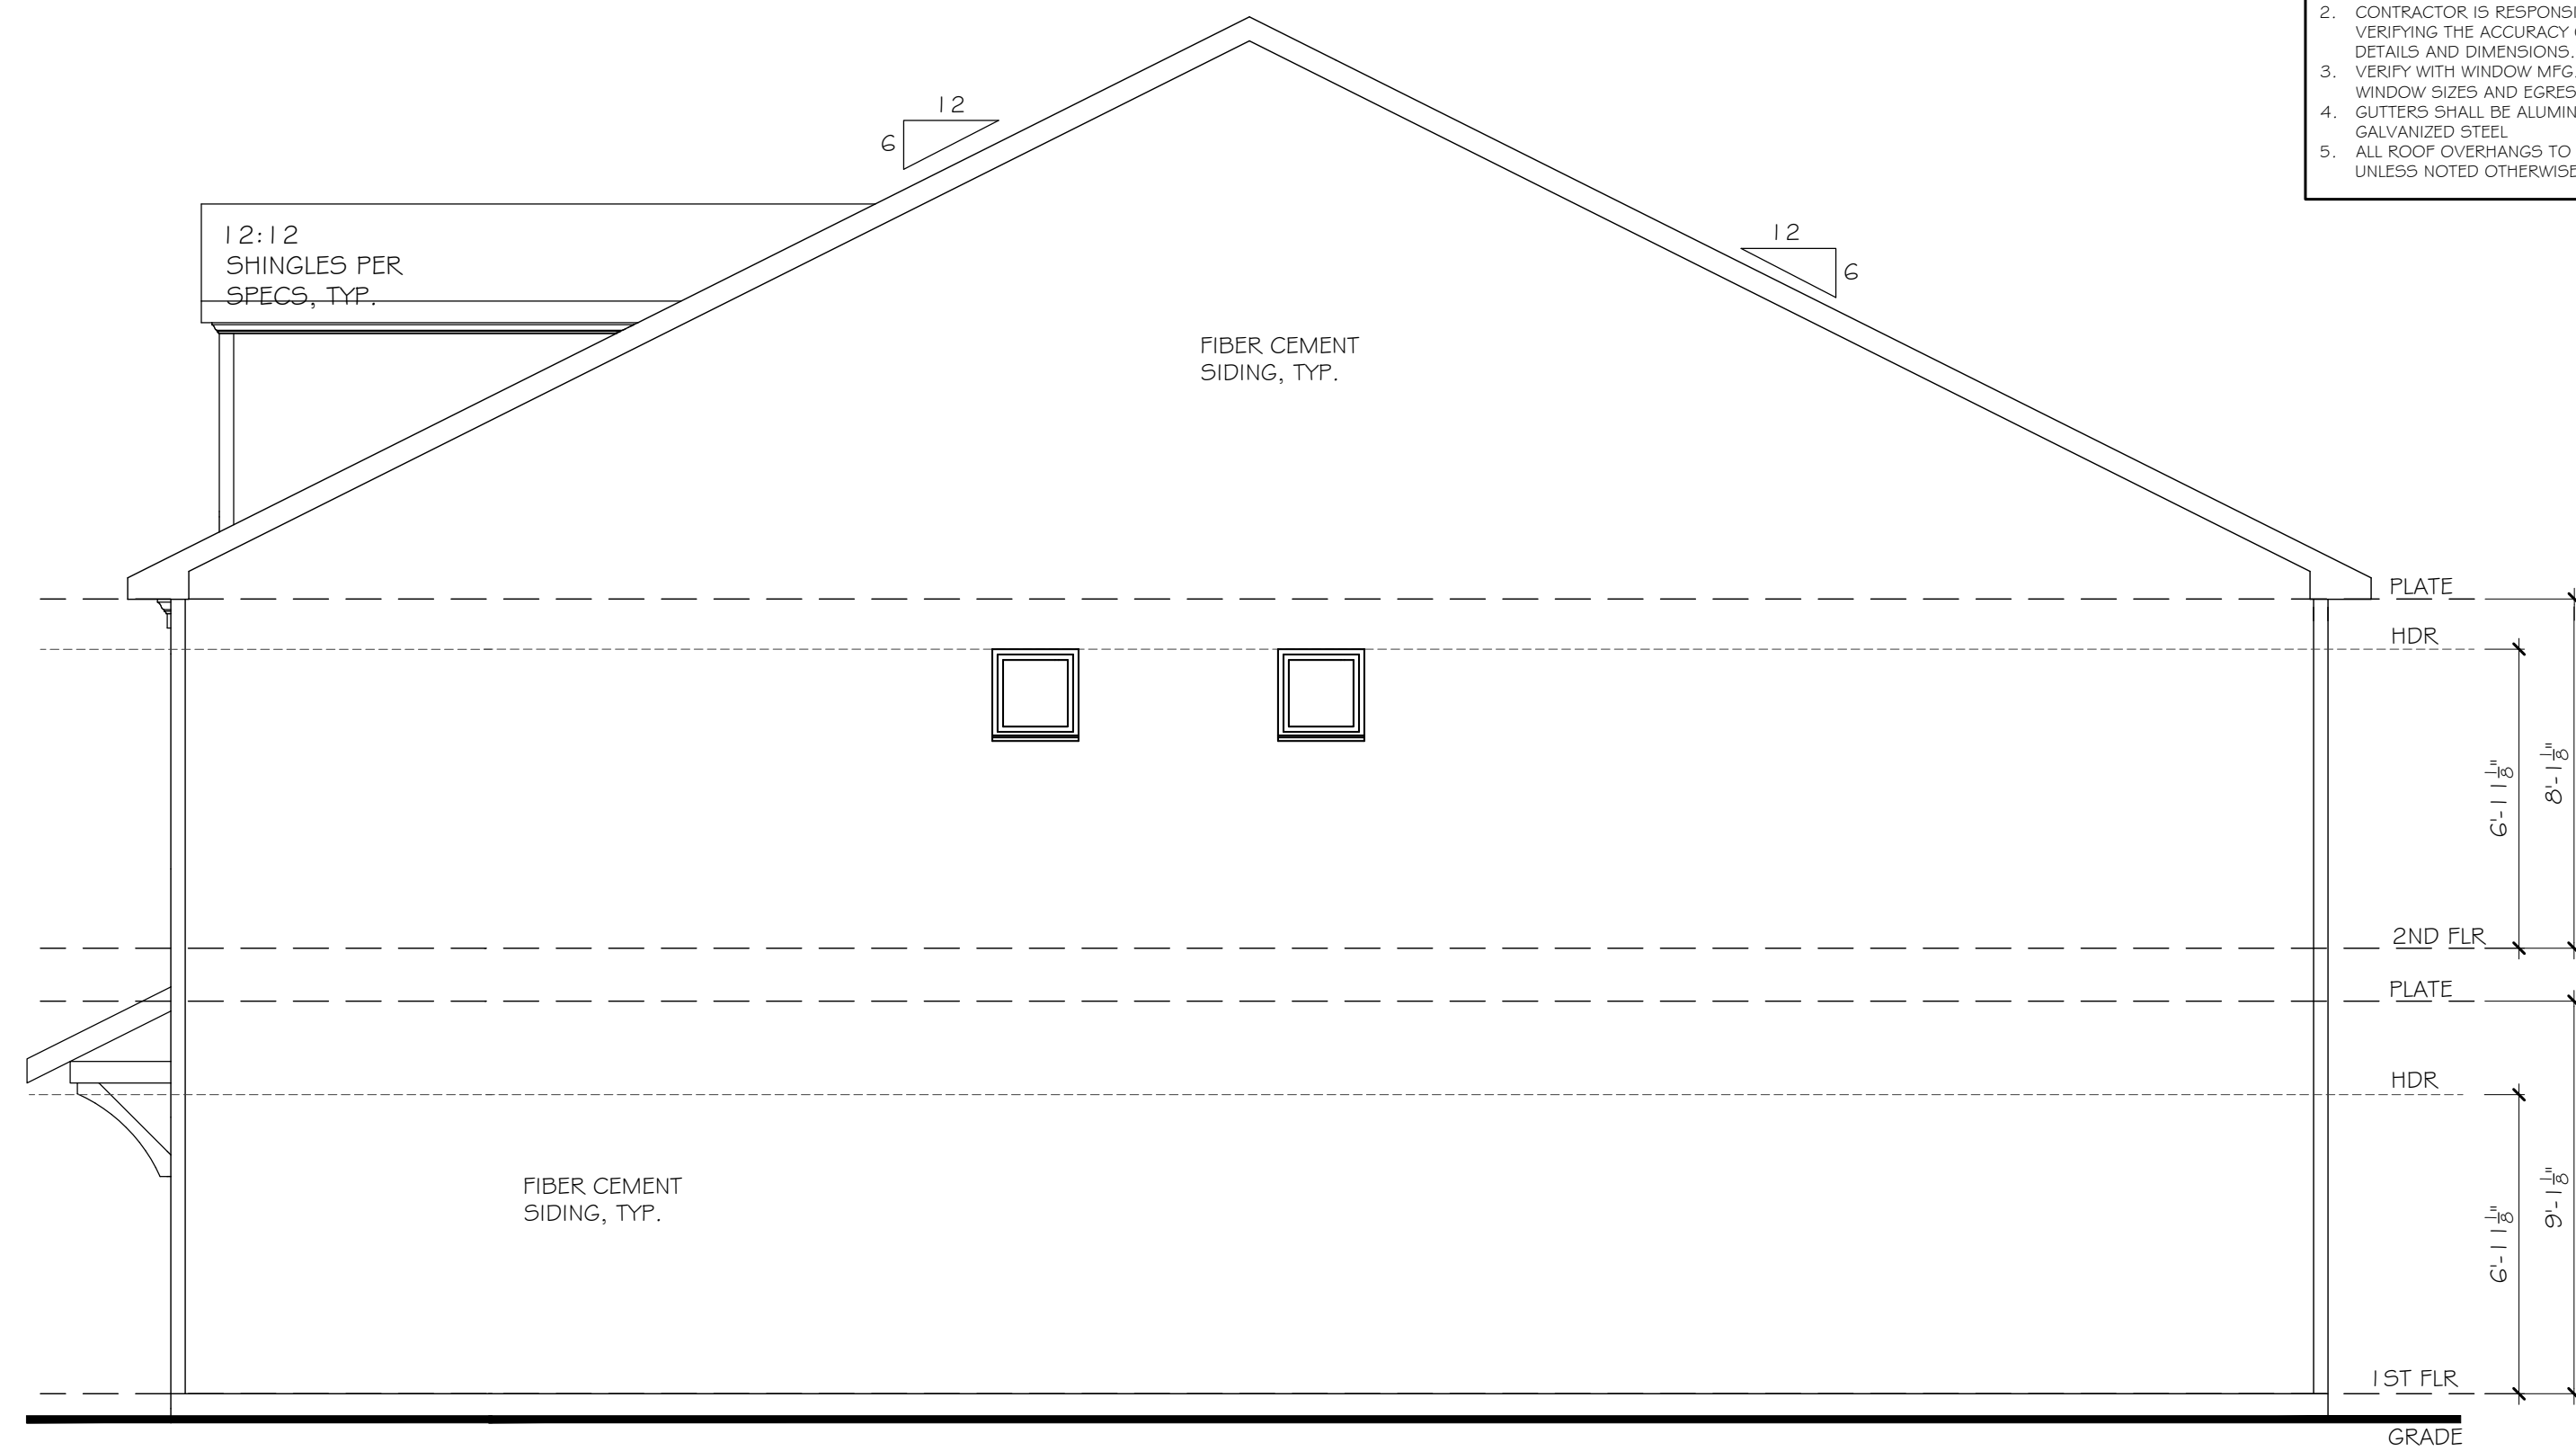 2. CONTRACTOR IS RESPONSI
VERIFYING THE ACCURACY
DETAILS AND DIMENSIONS.
3. VERIFY WITH WINDOW MFG.
WINDOW SIZES AND EGRES
4. GUTTERS SHALL BE ALUMIN
GALVANIZED STEEL
5. ALL ROOF OVERHANGS TO
UNLESS NOTED OTHERWISE
12
6
12:12
SHINGLES PER
SPECS, TYP.
12
6
FIBER CEMENT
SIDING, TYP.
PLATE
HDR
6'-11 1/8"
8'-1 1/8"
2ND FLR
PLATE
HDR
FIBER CEMENT
SIDING, TYP.
6'-11 1/8"
9'-1 1/8"
1ST FLR
GRADE